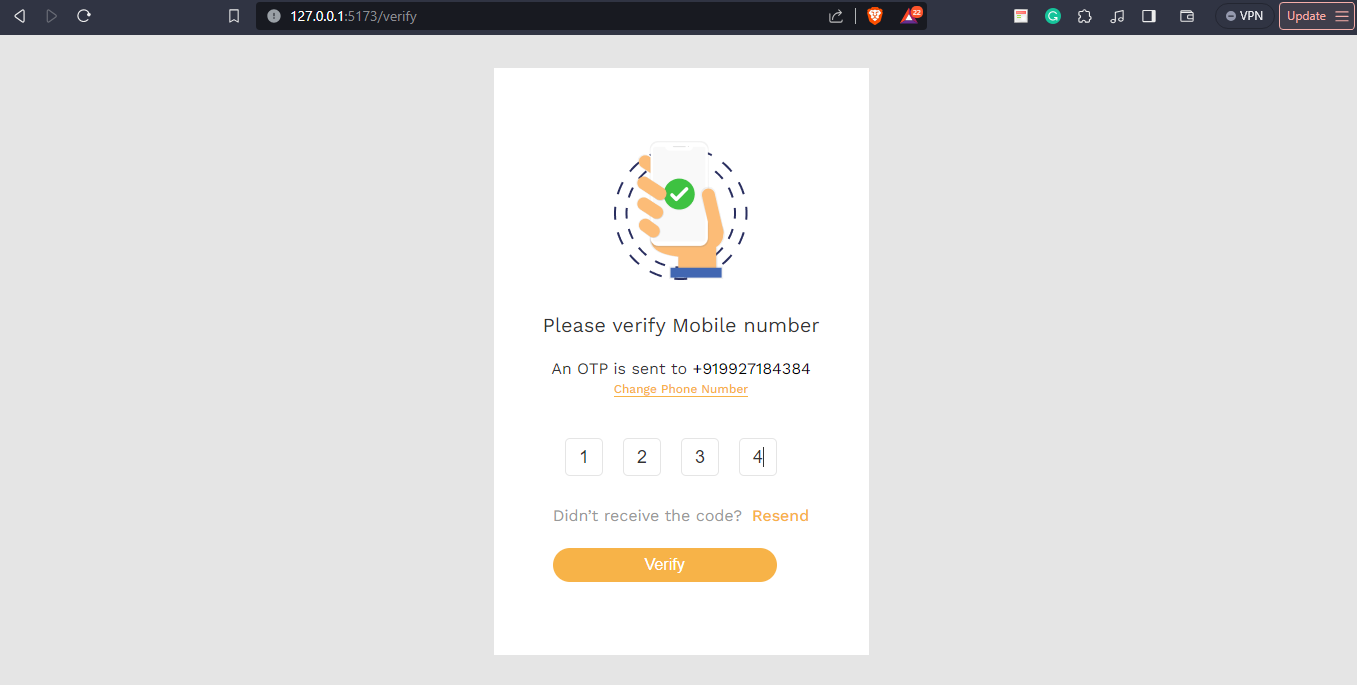 127.0.0.1:5173/verify
22
VPN
Update
Please verify Mobile number
An OTP is sent to +919927184384
Change Phone Number
1 2 3 4
Didn’t receive the code? Resend
Verify